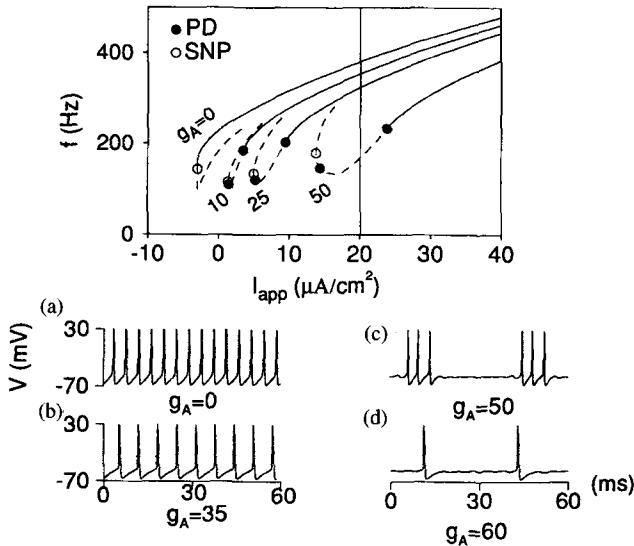 400
200
0
f (Hz)
● PD
○ SNP
g_A=0
10
25
50
-10 0 10 20 30 40
I_app (μA/cm²)
(a)
30
-70
V (mV)
g_A=0
(b)
30
-70
0 30 60
g_A=35
(c)
g_A=50
(d)
0 30 60 (ms)
g_A=60